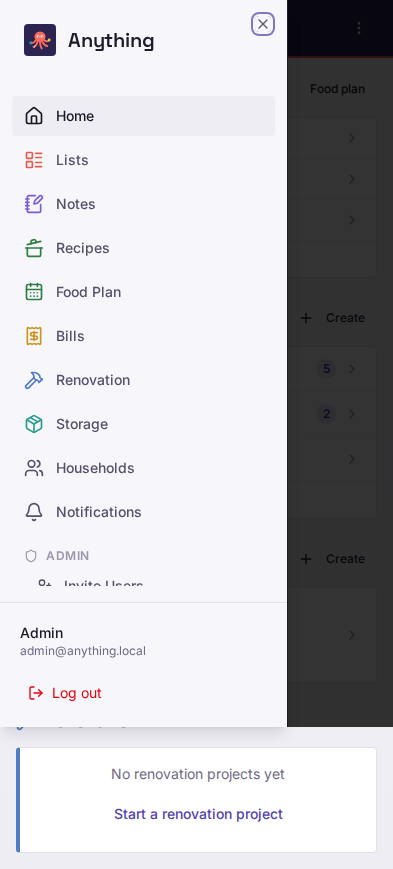 Anything
Food plan
Home
Lists
Notes
Recipes
Food Plan
Bills
Create
Renovation
5
Storage
2
Households
Notifications
ADMIN
Create
Invite Users
Admin
admin@anything.local
Log out
No renovation projects yet
Start a renovation project